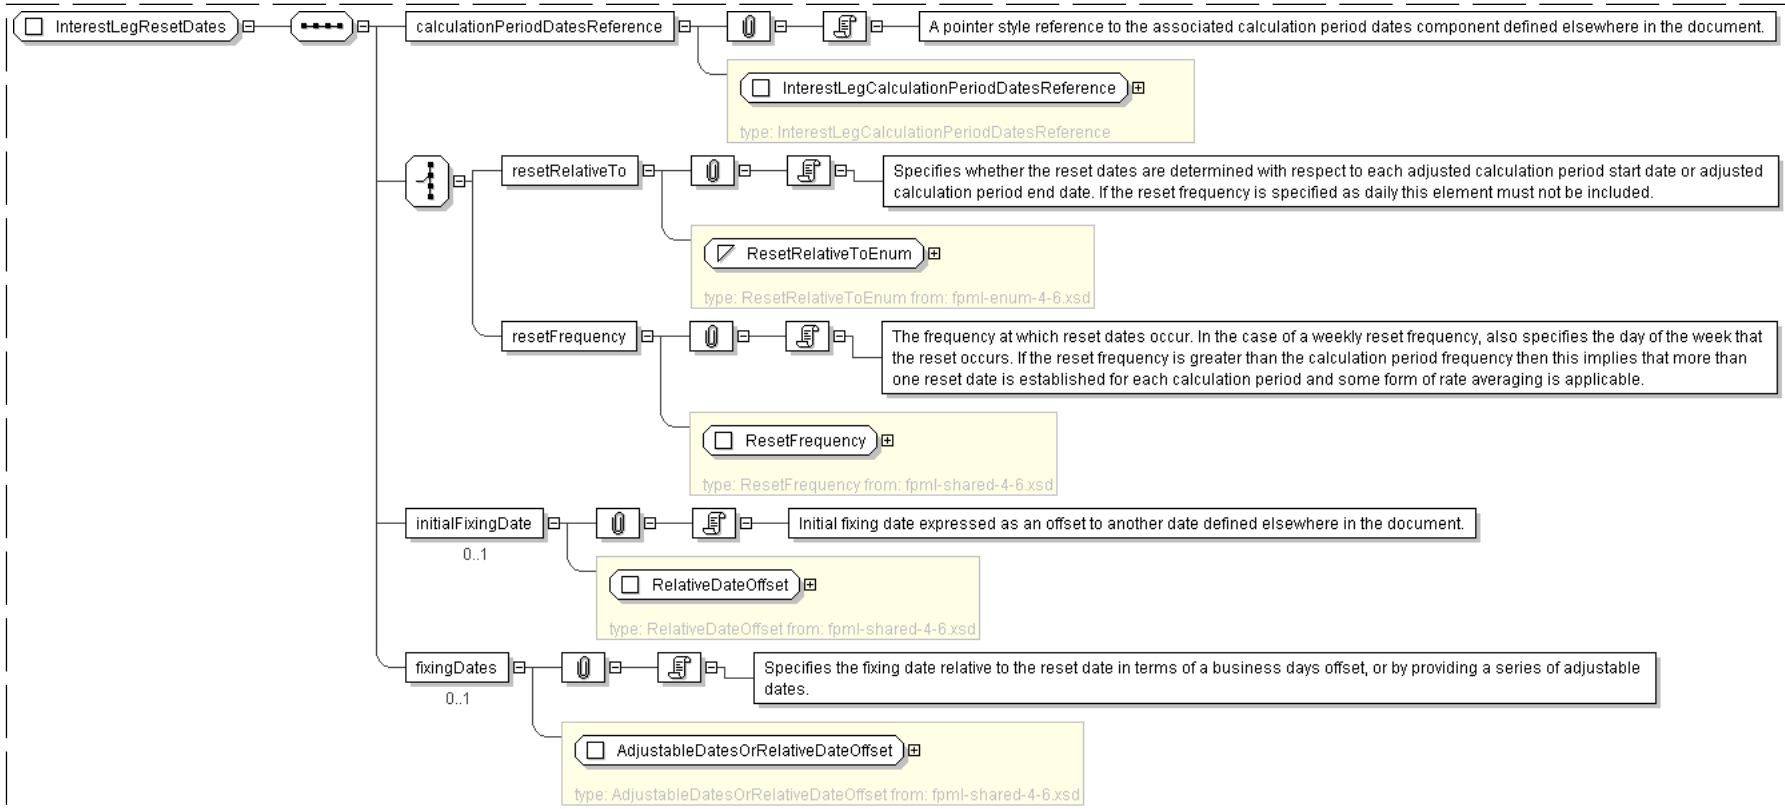 InterestLegResetDates
calculationPeriodDatesReference
A pointer style reference to the associated calculation period dates component defined elsewhere in the document.
InterestLegCalculationPeriodDatesReference
type: InterestLegCalculationPeriodDatesReference
resetRelativeTo
Specifies whether the reset dates are determined with respect to each adjusted calculation period start date or adjusted
calculation period end date. If the reset frequency is specified as daily this element must not be included.
ResetRelativeToEnum
type: ResetRelativeToEnum from: fpml-enum-4-6.xsd
resetFrequency
The frequency at which reset dates occur. In the case of a weekly reset frequency, also specifies the day of the week that
the reset occurs. If the reset frequency is greater than the calculation period frequency then this implies that more than
one reset date is established for each calculation period and some form of rate averaging is applicable.
ResetFrequency
type: ResetFrequency from: fpml-shared-4-6.xsd
initialFixingDate
Initial fixing date expressed as an offset to another date defined elsewhere in the document.
0..1
RelativeDateOffset
type: RelativeDateOffset from: fpml-shared-4-6.xsd
fixingDates
Specifies the fixing date relative to the reset date in terms of a business days offset, or by providing a series of adjustable
dates.
0..1
AdjustableDatesOrRelativeDateOffset
type: AdjustableDatesOrRelativeDateOffset from: fpml-shared-4-6.xsd